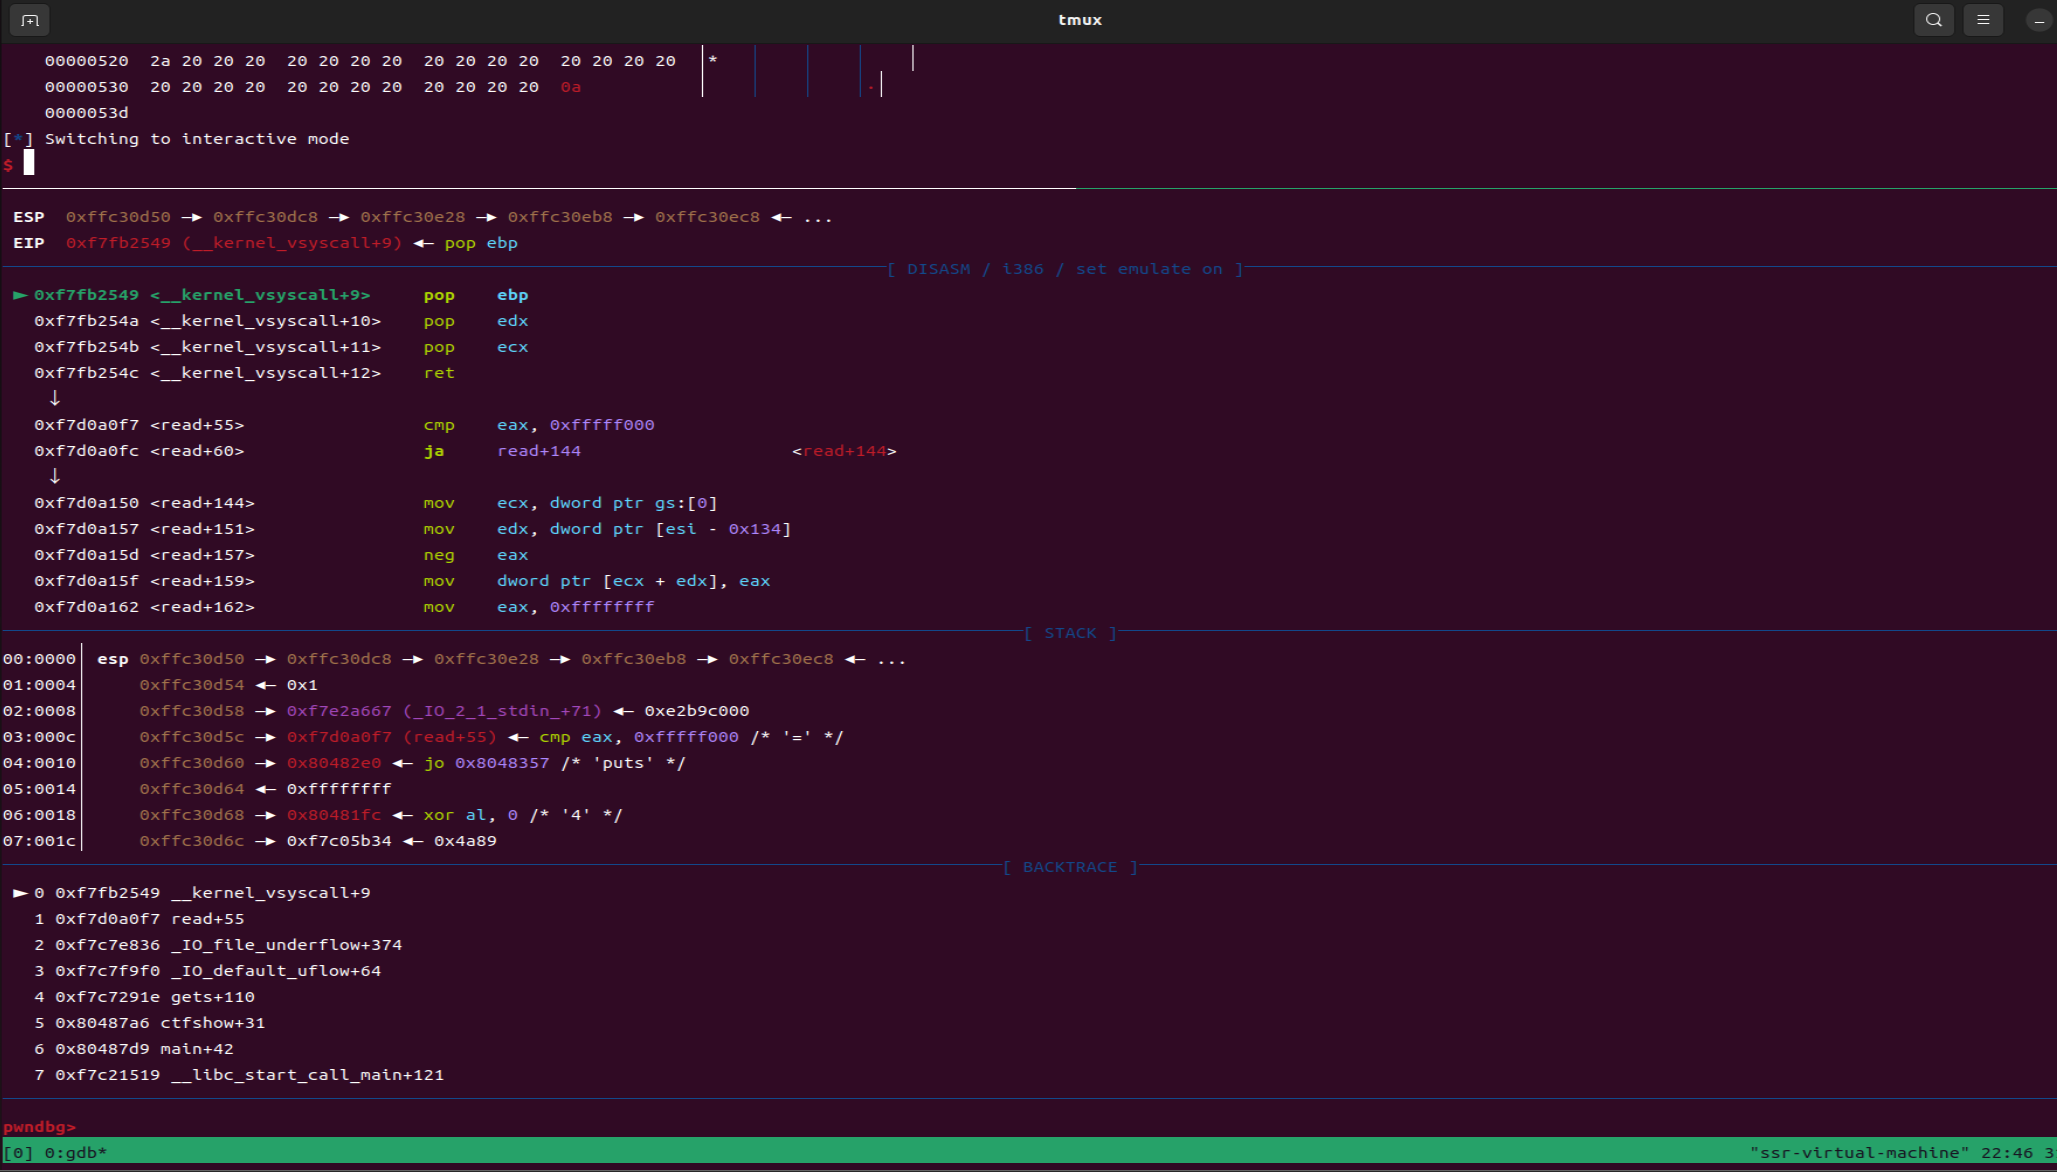 tmux
00000520  2a 20 20 20  20 20 20 20  20 20 20 20  20 20 20 20  │*   │    │    │    │
00000530  20 20 20 20  20 20 20 20  20 20 20 20  0a           │    │    │    │.│
0000053d
[*] Switching to interactive mode
$
ESP  0xffc30d50 —▸ 0xffc30dc8 —▸ 0xffc30e28 —▸ 0xffc30eb8 —▸ 0xffc30ec8 ◂— ...
EIP  0xf7fb2549 (__kernel_vsyscall+9) ◂— pop ebp
[ DISASM / i386 / set emulate on ]
► 0xf7fb2549 <__kernel_vsyscall+9>     pop    ebp
0xf7fb254a <__kernel_vsyscall+10>    pop    edx
0xf7fb254b <__kernel_vsyscall+11>    pop    ecx
0xf7fb254c <__kernel_vsyscall+12>    ret
↓
0xf7d0a0f7 <read+55>                 cmp    eax, 0xfffff000
0xf7d0a0fc <read+60>                 ja     read+144                    <read+144>
↓
0xf7d0a150 <read+144>                mov    ecx, dword ptr gs:[0]
0xf7d0a157 <read+151>                mov    edx, dword ptr [esi - 0x134]
0xf7d0a15d <read+157>                neg    eax
0xf7d0a15f <read+159>                mov    dword ptr [ecx + edx], eax
0xf7d0a162 <read+162>                mov    eax, 0xffffffff
[ STACK ]
00:0000│ esp 0xffc30d50 —▸ 0xffc30dc8 —▸ 0xffc30e28 —▸ 0xffc30eb8 —▸ 0xffc30ec8 ◂— ...
01:0004│     0xffc30d54 ◂— 0x1
02:0008│     0xffc30d58 —▸ 0xf7e2a667 (_IO_2_1_stdin_+71) ◂— 0xe2b9c000
03:000c│     0xffc30d5c —▸ 0xf7d0a0f7 (read+55) ◂— cmp eax, 0xfffff000 /* '=' */
04:0010│     0xffc30d60 —▸ 0x80482e0 ◂— jo 0x8048357 /* 'puts' */
05:0014│     0xffc30d64 ◂— 0xffffffff
06:0018│     0xffc30d68 —▸ 0x80481fc ◂— xor al, 0 /* '4' */
07:001c│     0xffc30d6c —▸ 0xf7c05b34 ◂— 0x4a89
[ BACKTRACE ]
► 0 0xf7fb2549 __kernel_vsyscall+9
1 0xf7d0a0f7 read+55
2 0xf7c7e836 _IO_file_underflow+374
3 0xf7c7f9f0 _IO_default_uflow+64
4 0xf7c7291e gets+110
5 0x80487a6 ctfshow+31
6 0x80487d9 main+42
7 0xf7c21519 __libc_start_call_main+121
pwndbg>
[0] 0:gdb*    "ssr-virtual-machine" 22:46 3